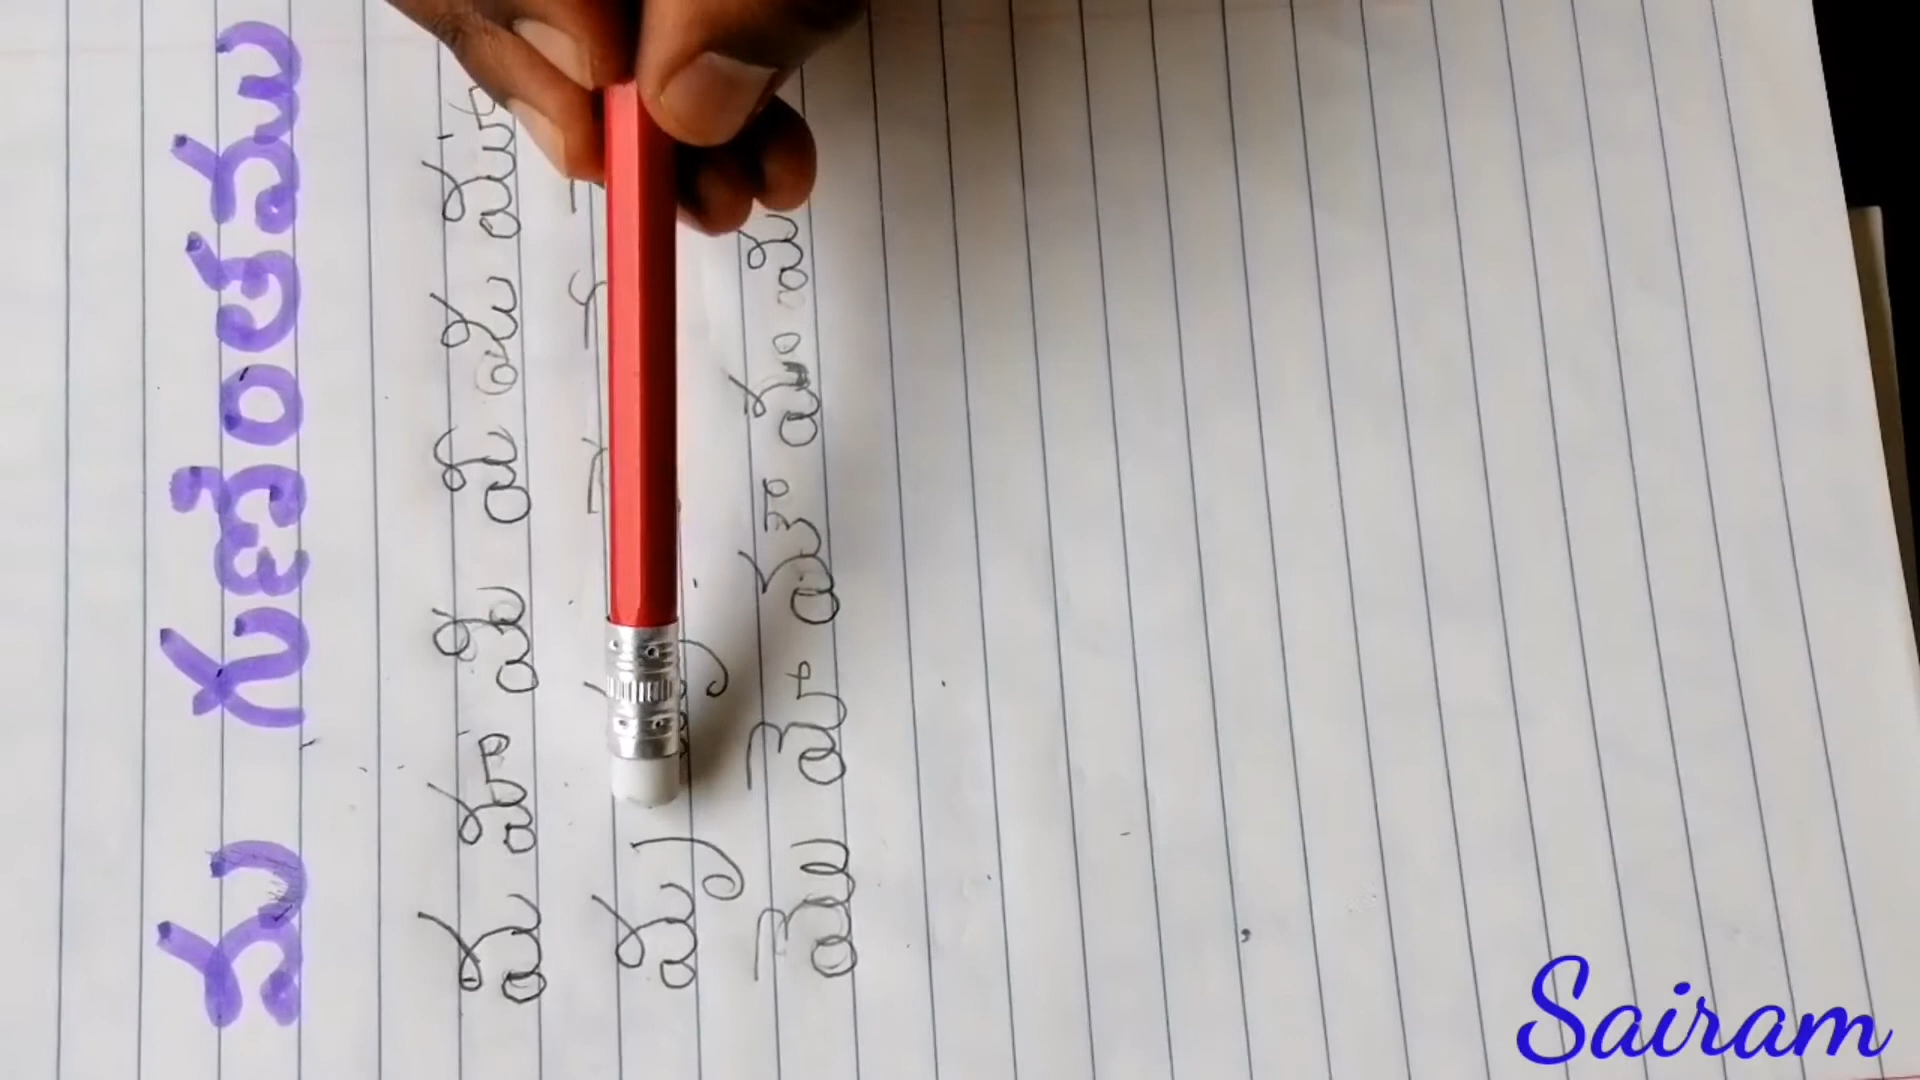 మ గుణింతము
మ మా మి మీ ము మూ
మృ
మొ మో మౌ మం
Sairam